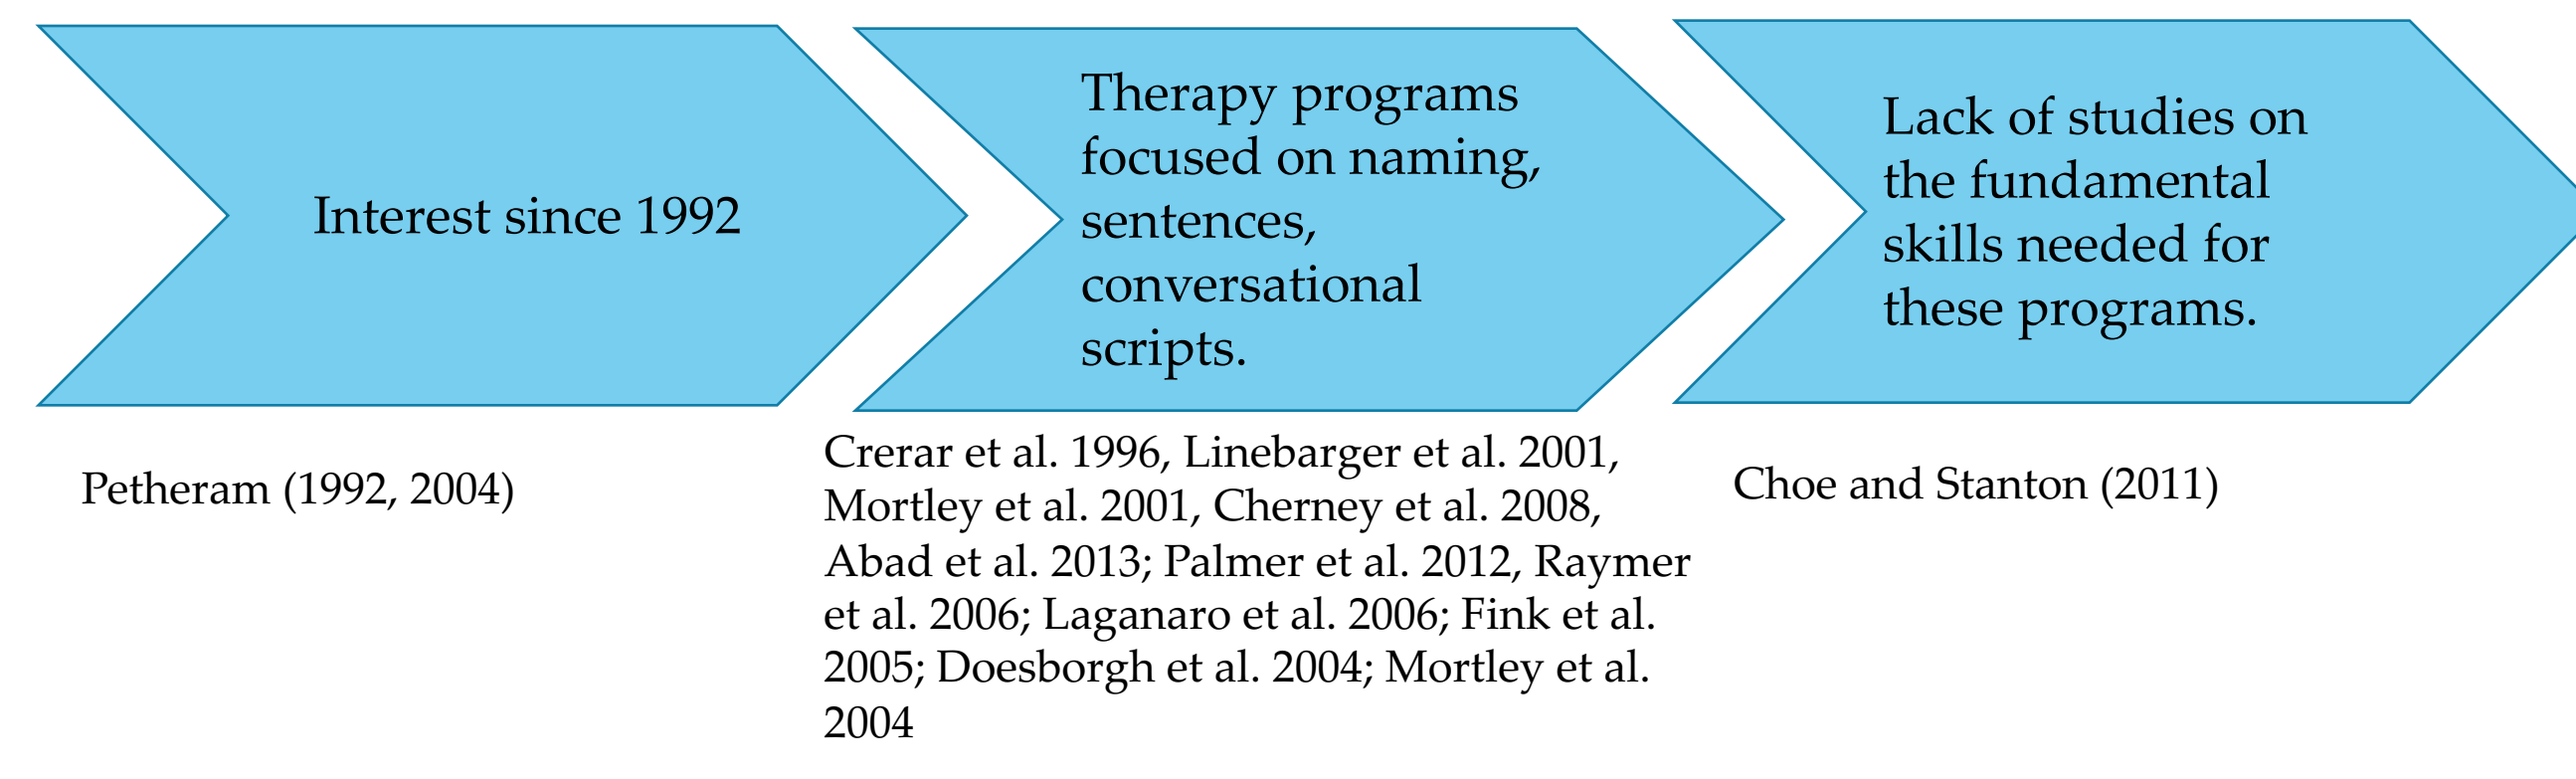 Interest since 1992
Petheram (1992, 2004)
Therapy programs
focused on naming,
sentences,
conversational
scripts.
Crerar et al. 1996, Linebarger et al. 2001,
Mortley et al. 2001, Cherney et al. 2008,
Abad et al. 2013; Palmer et al. 2012, Raymer
et al. 2006; Laganaro et al. 2006; Fink et al.
2005; Doesborgh et al. 2004; Mortley et al.
2004
Lack of studies on
the fundamental
skills needed for
these programs.
Choe and Stanton (2011)